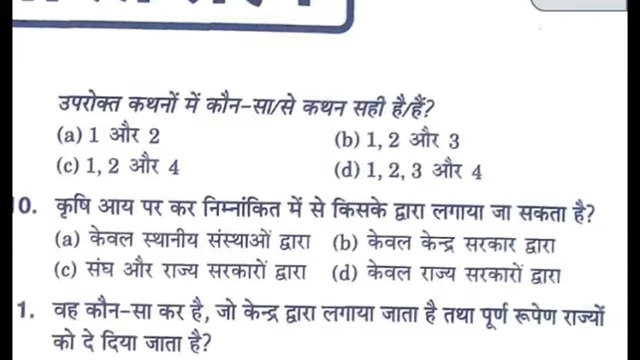 उपरोक्त कथनों में कौन-सा/से कथन सही है/हैं?
(a) 1 और 2 (b) 1, 2 और 3
(c) 1, 2 और 4 (d) 1, 2, 3 और 4
0. कृषि आय पर कर निम्नांकित में से किसके द्वारा लगाया जा सकता है?
(a) केवल स्थानीय संस्थाओं द्वारा (b) केवल केन्द्र सरकार द्वारा
(c) संघ और राज्य सरकारों द्वारा (d) केवल राज्य सरकारों द्वारा
1. वह कौन-सा कर है, जो केन्द्र द्वारा लगाया जाता है तथा पूर्ण रूपेण राज्यों
को दे दिया जाता है?